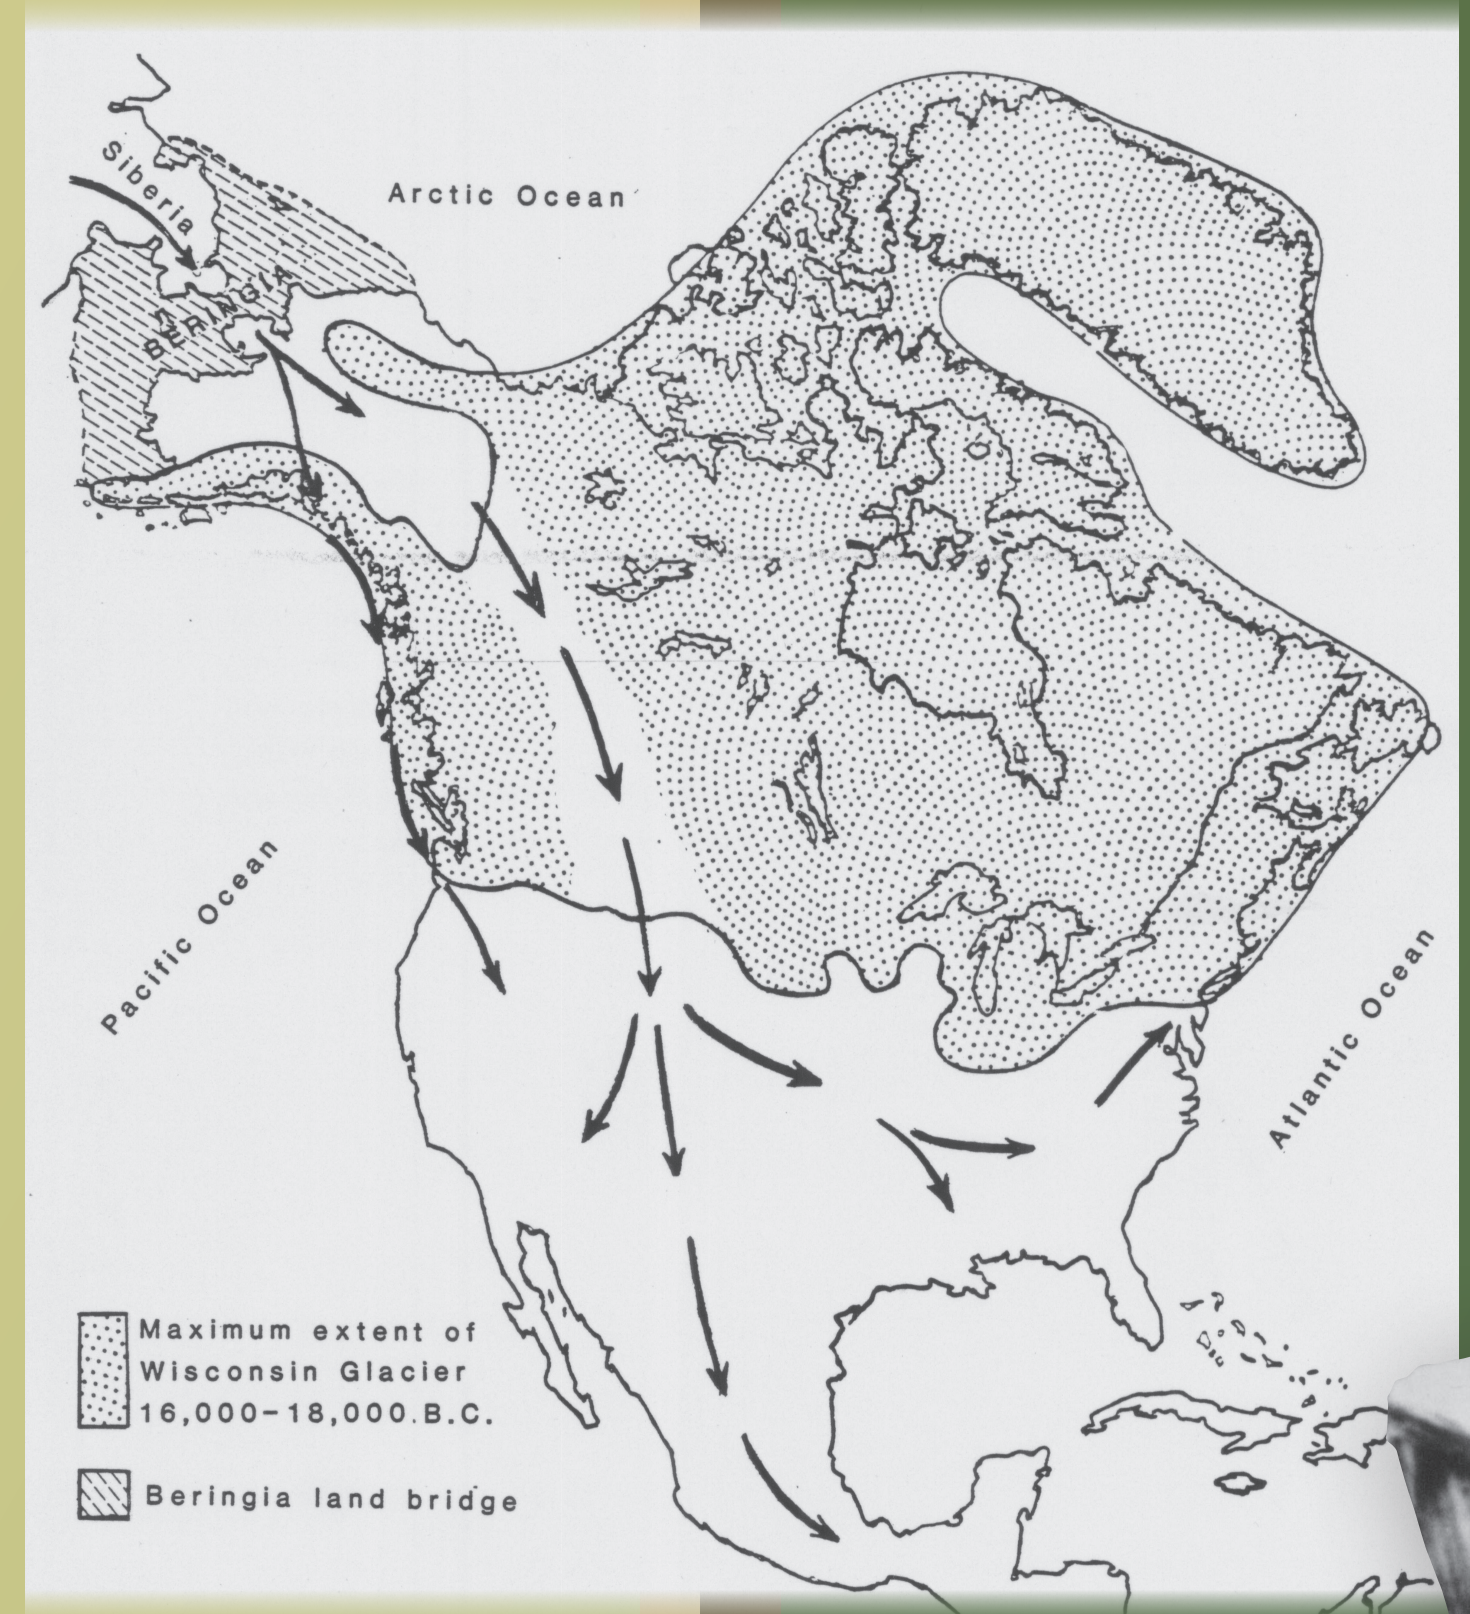 Siberia
Arctic Ocean
BERINGIA
Pacific Ocean
Atlantic Ocean
Maximum extent of
Wisconsin Glacier
16,000-18,000 B.C.
Beringia land bridge